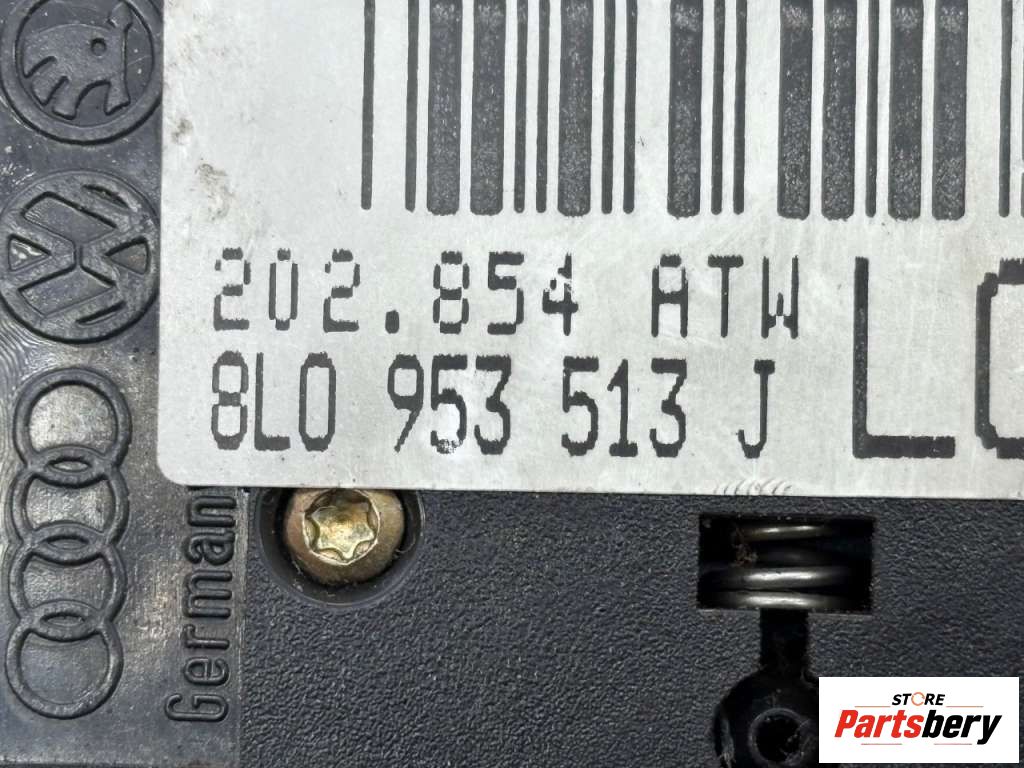 202.854 ATW
8L0 953 513 J
L
German
STORE
Partsbery